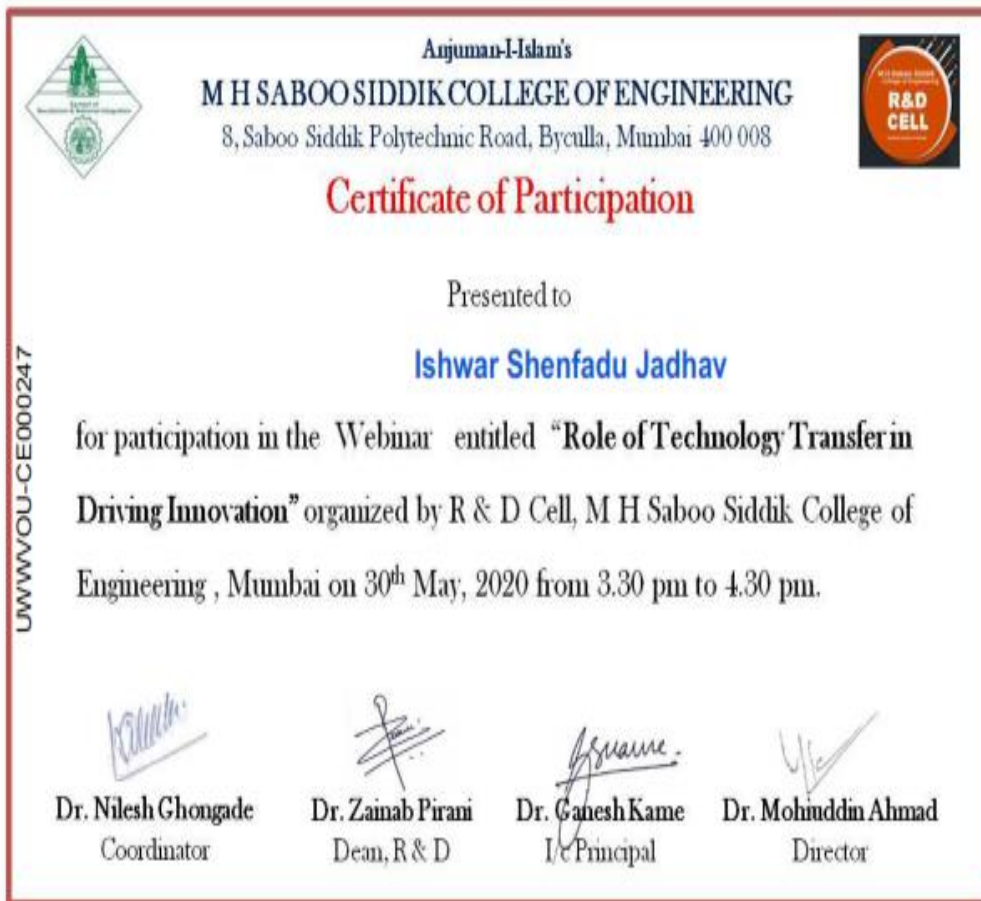 Anjuman-I-Islam's
M H SABOO SIDDIK COLLEGE OF ENGINEERING
8, Saboo Siddik Polytechnic Road, Byculla, Mumbai 400 008
R&D
CELL
Certificate of Participation
Presented to
Ishwar Shenfadu Jadhav
for participation in the Webinar entitled “Role of Technology Transfer in
Driving Innovation” organized by R & D Cell, M H Saboo Siddik College of
Engineering , Mumbai on 30th May, 2020 from 3.30 pm to 4.30 pm.
UWWVOU-CE000247
Dr. Nilesh Ghongade
Coordinator
Dr. Zainab Pirani
Dean, R & D
Dr. Ganesh Kame
I/c Principal
Dr. Mohiuddin Ahmad
Director